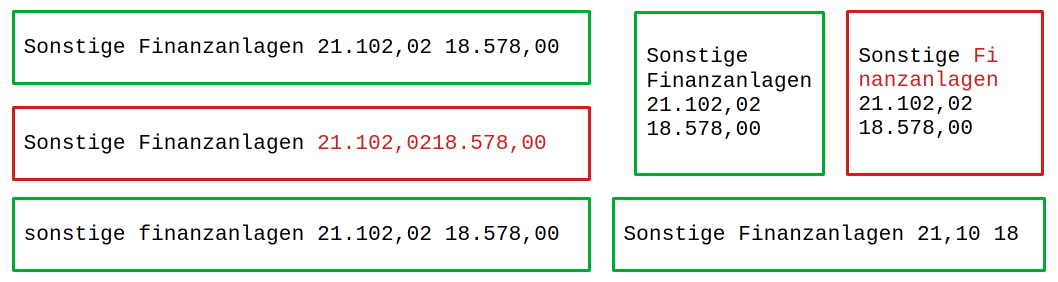 Sonstige Finanzanlagen 21.102,02 18.578,00
Sonstige Finanzanlagen 21.102,0218.578,00
sonstige finanzanlagen 21.102,02 18.578,00
Sonstige
Finanzanlagen
21.102,02
18.578,00
Sonstige Fi
nanzanlagen
21.102,02
18.578,00
Sonstige Finanzanlagen 21,10 18